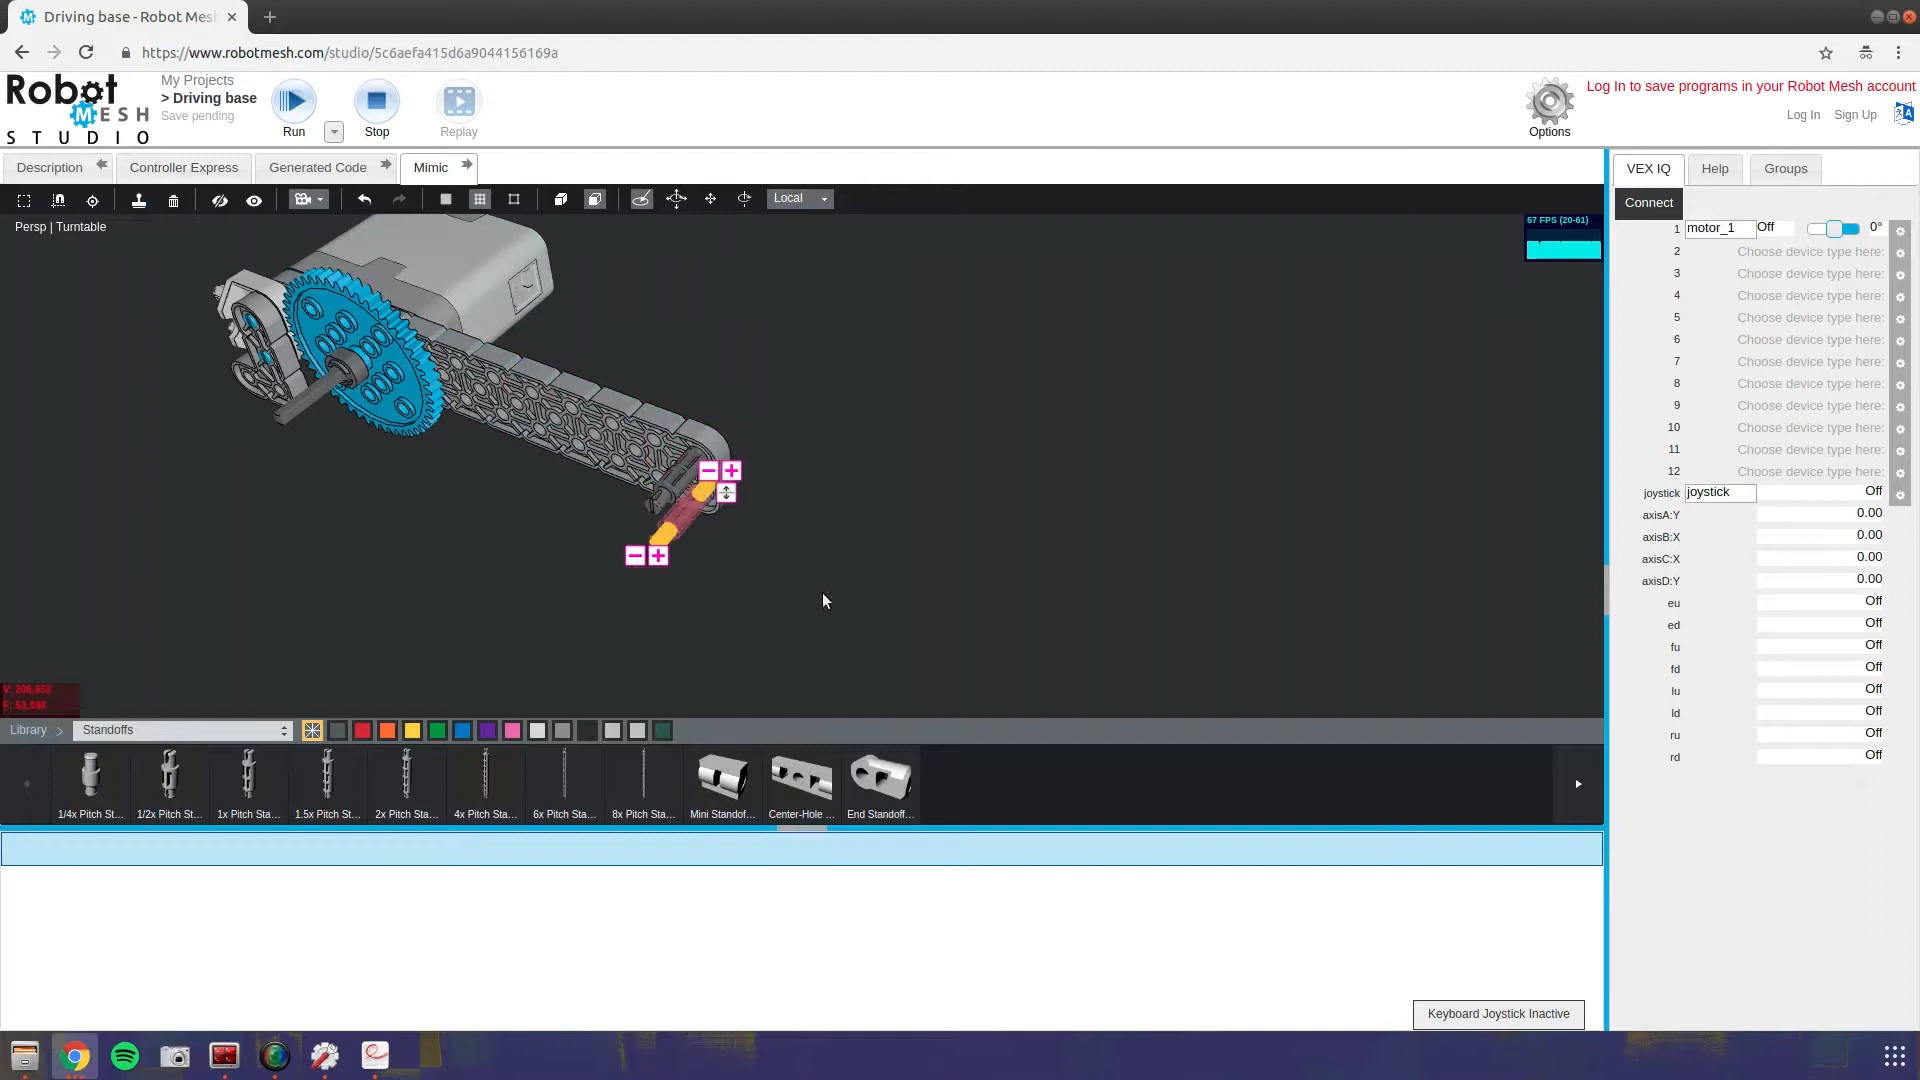 Driving base - Robot Mes
https://www.robotmesh.com/studio/5c6aefa415d6a9044156169a
Robot
MESH
STUDIO
My Projects
> Driving base
Save pending
Run
Stop
Replay
Options
Log In to save programs in your Robot Mesh account
Log In
Sign Up
Description
Controller Express
Generated Code
Mimic
VEX IQ
Help
Groups
Local
Persp | Turntable
57 FPS (20-61)
Connect
1 motor_1 Off 0°
2 Choose device type here:
3 Choose device type here:
4 Choose device type here:
5 Choose device type here:
6 Choose device type here:
7 Choose device type here:
8 Choose device type here:
9 Choose device type here:
10 Choose device type here:
11 Choose device type here:
12 Choose device type here:
joystick joystick Off
axisA:Y 0.00
axisB:X 0.00
axisC:X 0.00
axisD:Y 0.00
eu Off
ed Off
fu Off
fd Off
lu Off
ld Off
ru Off
rd Off
Library > Standoffs
1/4x Pitch St...
1/2x Pitch St...
1x Pitch Sta...
1.5x Pitch St...
2x Pitch Sta...
4x Pitch Sta...
6x Pitch Sta...
8x Pitch Sta...
Mini Standof...
Center-Hole ...
End Standoff...
Keyboard Joystick Inactive